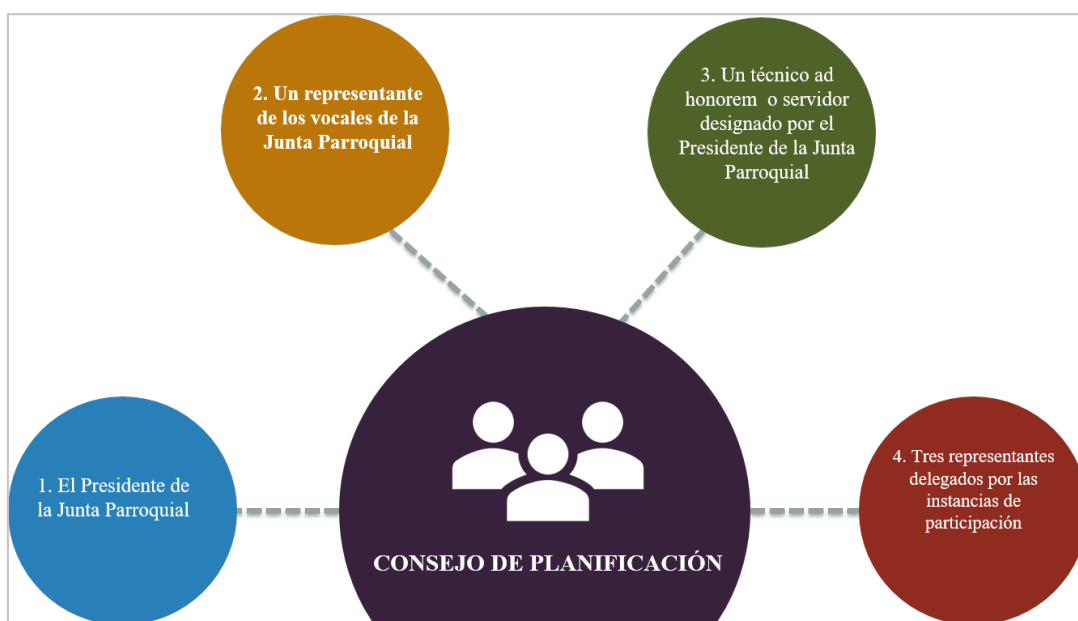 1. El Presidente de
la Junta Parroquial
2. Un representante
de los vocales de la
Junta Parroquial
3. Un técnico ad
honorem o servidor
designado por el
Presidente de la Junta
Parroquial
4. Tres representantes
delegados por las
instancias de
participación
CONSEJO DE PLANIFICACIÓN